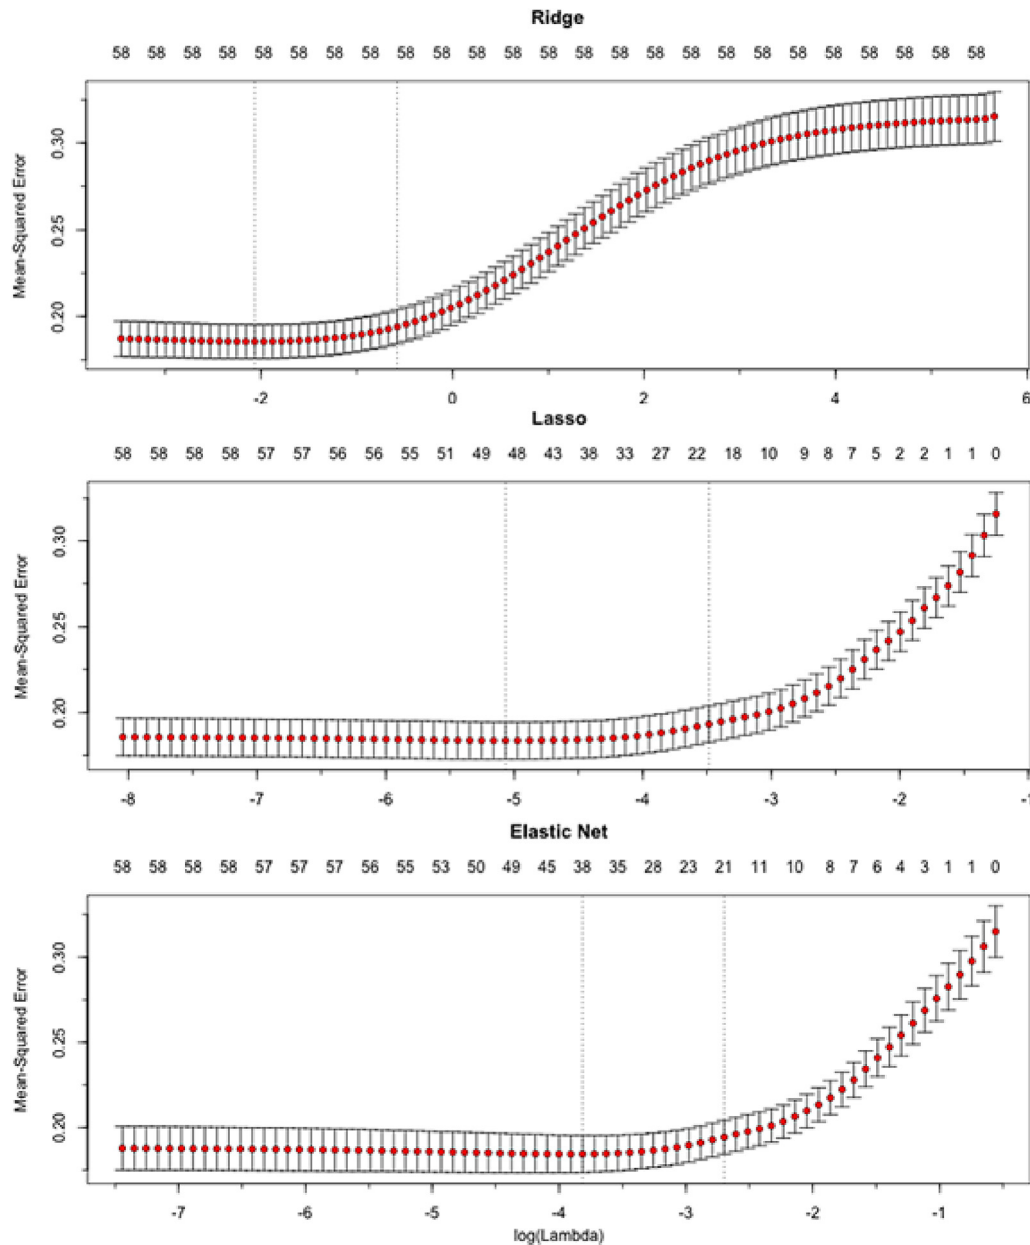 Ridge
58 58 58 58 58 58 58 58 58 58 58 58 58 58 58 58 58 58 58 58 58 58 58 58 58
Mean-Squared Error
0.30
0.25
0.20
-2 0 2 4 6
Lasso
58 58 58 58 57 57 56 56 55 51 49 48 43 38 33 27 22 18 10 9 8 7 5 2 2 1 1 0
Mean-Squared Error
0.30
0.25
0.20
-8 -7 -6 -5 -4 -3 -2 -1
Elastic Net
58 58 58 58 57 57 57 56 55 53 50 49 45 38 35 28 23 21 11 10 8 7 6 4 3 1 1 0
Mean-Squared Error
0.30
0.25
0.20
-7 -6 -5 -4 -3 -2 -1
log(Lambda)